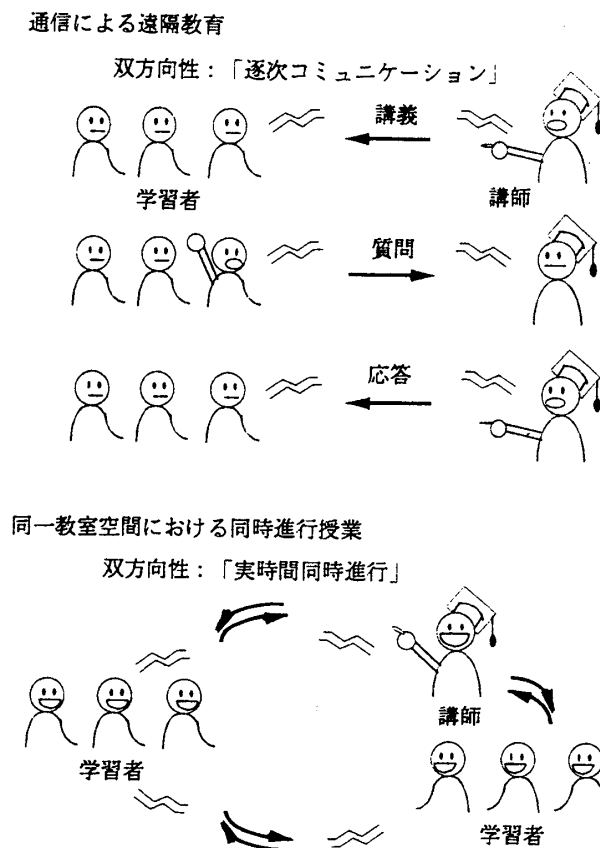 通信による遠隔教育
双方向性：「逐次コミュニケーション」
講義
学習者
講師
質問
応答
同一教室空間における同時進行授業
双方向性：「実時間同時進行」
講師
学習者
学習者